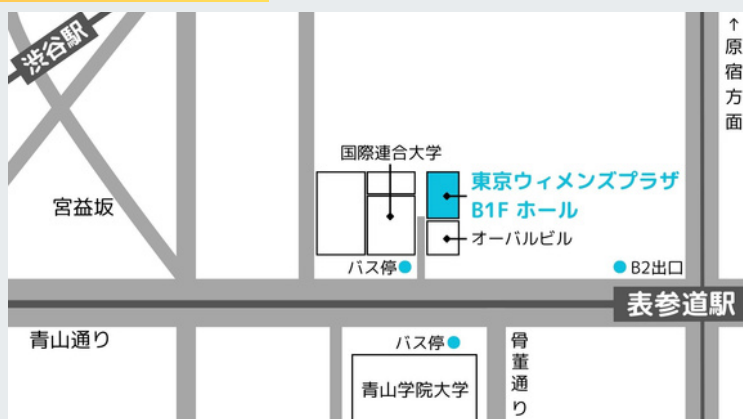 渋谷駅
↑原宿方面
国際連合大学
東京ウィメンズプラザ
B1F ホール
宮益坂
オーバルビル
バス停
B2出口
表参道駅
青山通り
バス停
骨董通り
青山学院大学